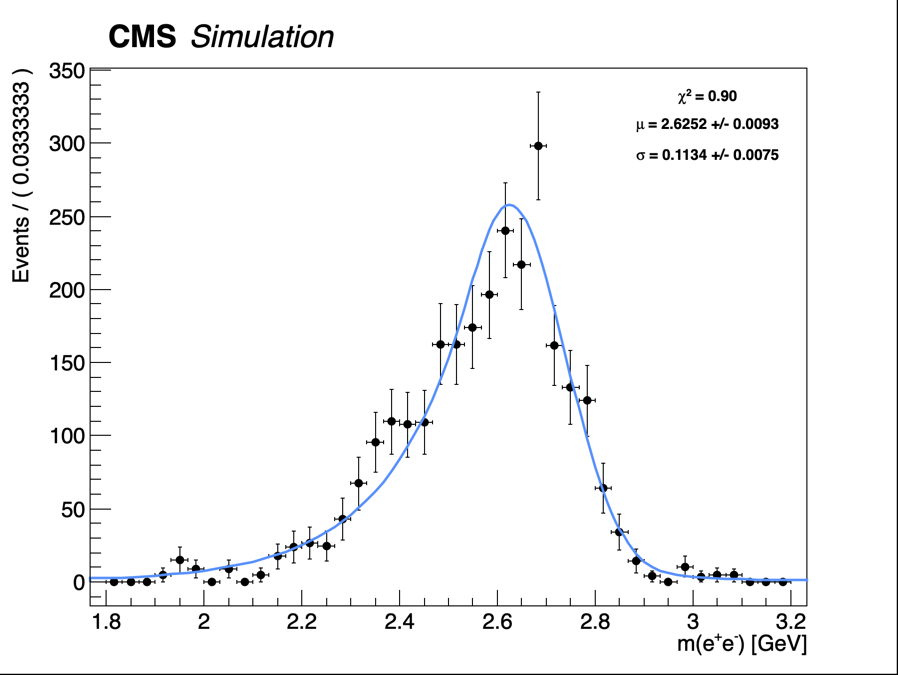 CMS Simulation
Events / ( 0.0333333 )
350
300
250
200
150
100
50
0
χ² = 0.90
μ = 2.6252 +/- 0.0093
σ = 0.1134 +/- 0.0075
1.8 2 2.2 2.4 2.6 2.8 3 3.2
m(e⁺e⁻) [GeV]